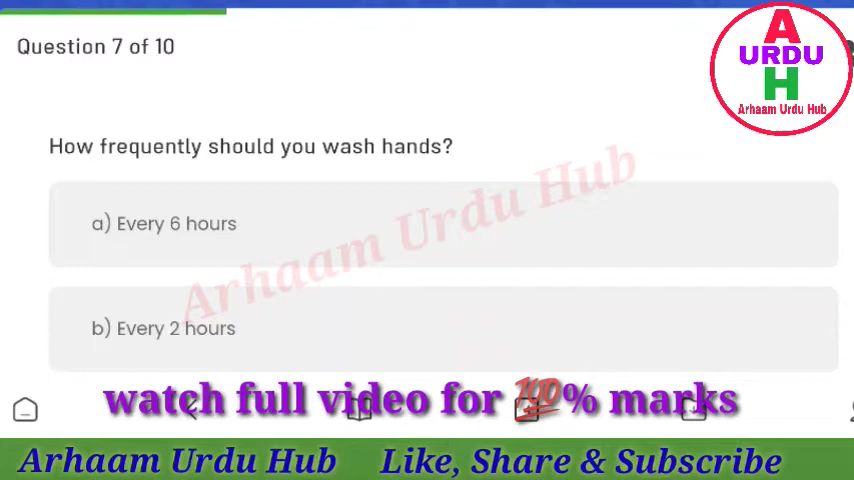 Question 7 of 10
A
URDU
H
Arhaam Urdu Hub
How frequently should you wash hands?
Arhaam Urdu Hub
a) Every 6 hours
b) Every 2 hours
watch full video for 💯% marks
Arhaam Urdu Hub Like, Share & Subscribe